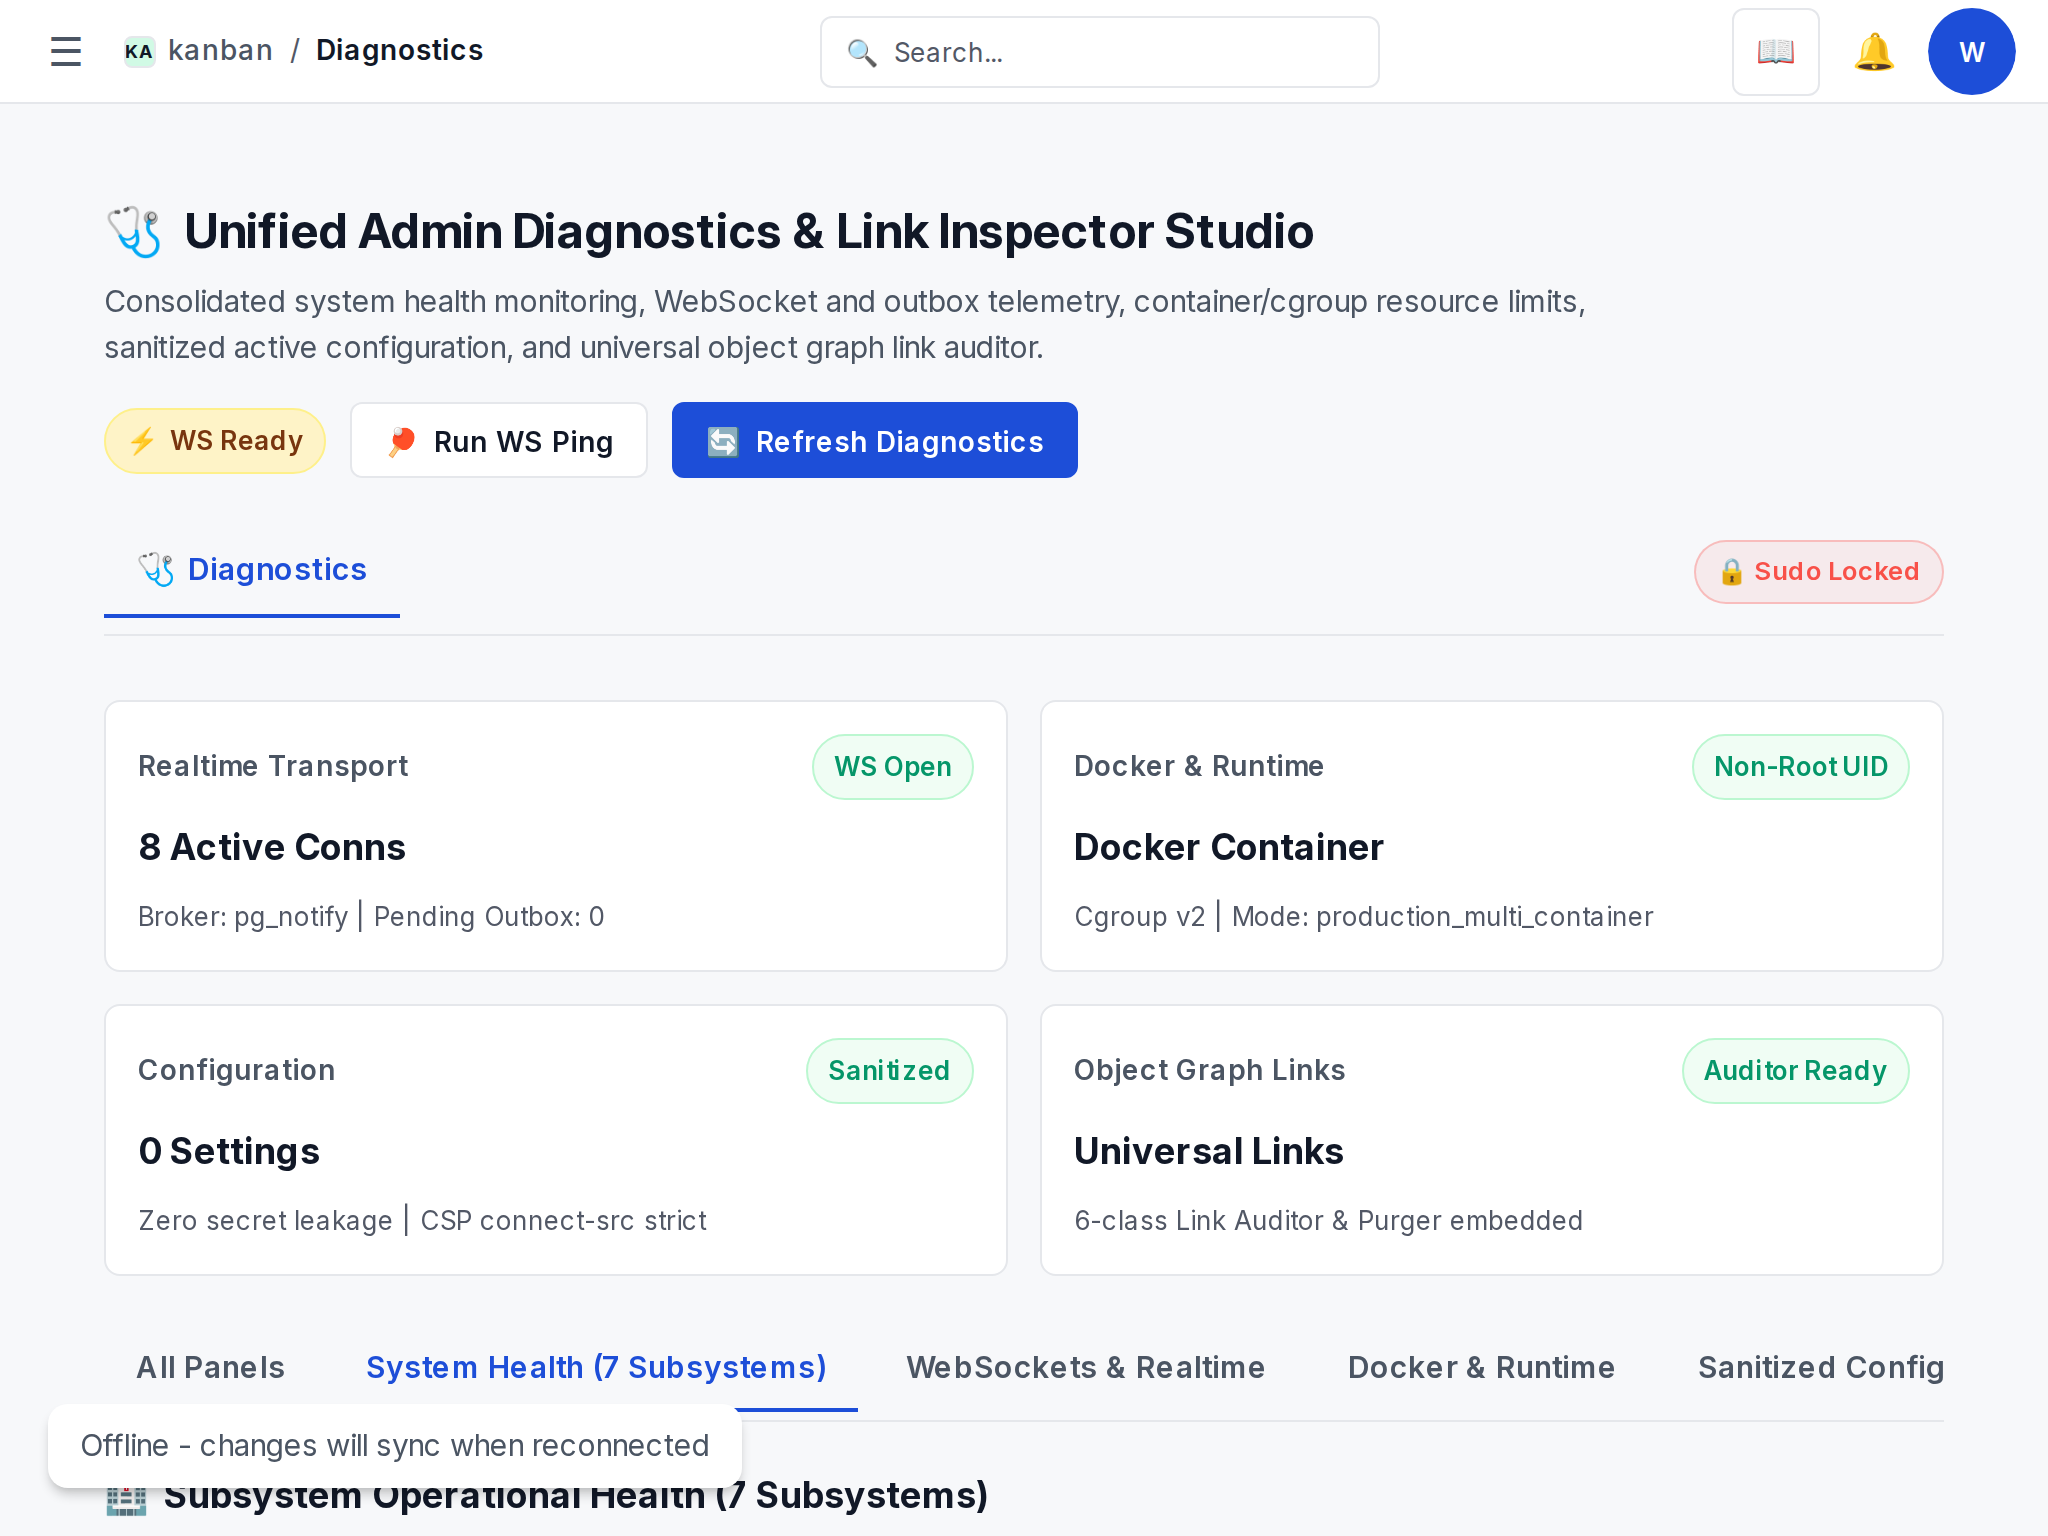 KA kanban / Diagnostics
Search...
W
Unified Admin Diagnostics & Link Inspector Studio
Consolidated system health monitoring, WebSocket and outbox telemetry, container/cgroup resource limits,
sanitized active configuration, and universal object graph link auditor.
WS Ready
Run WS Ping
Refresh Diagnostics
Diagnostics
Sudo Locked
Realtime Transport
WS Open
8 Active Conns
Broker: pg_notify | Pending Outbox: 0
Docker & Runtime
Non-Root UID
Docker Container
Cgroup v2 | Mode: production_multi_container
Configuration
Sanitized
0 Settings
Zero secret leakage | CSP connect-src strict
Object Graph Links
Auditor Ready
Universal Links
6-class Link Auditor & Purger embedded
All Panels
System Health (7 Subsystems)
WebSockets & Realtime
Docker & Runtime
Sanitized Config
Offline - changes will sync when reconnected
Subsystem Operational Health (7 Subsystems)